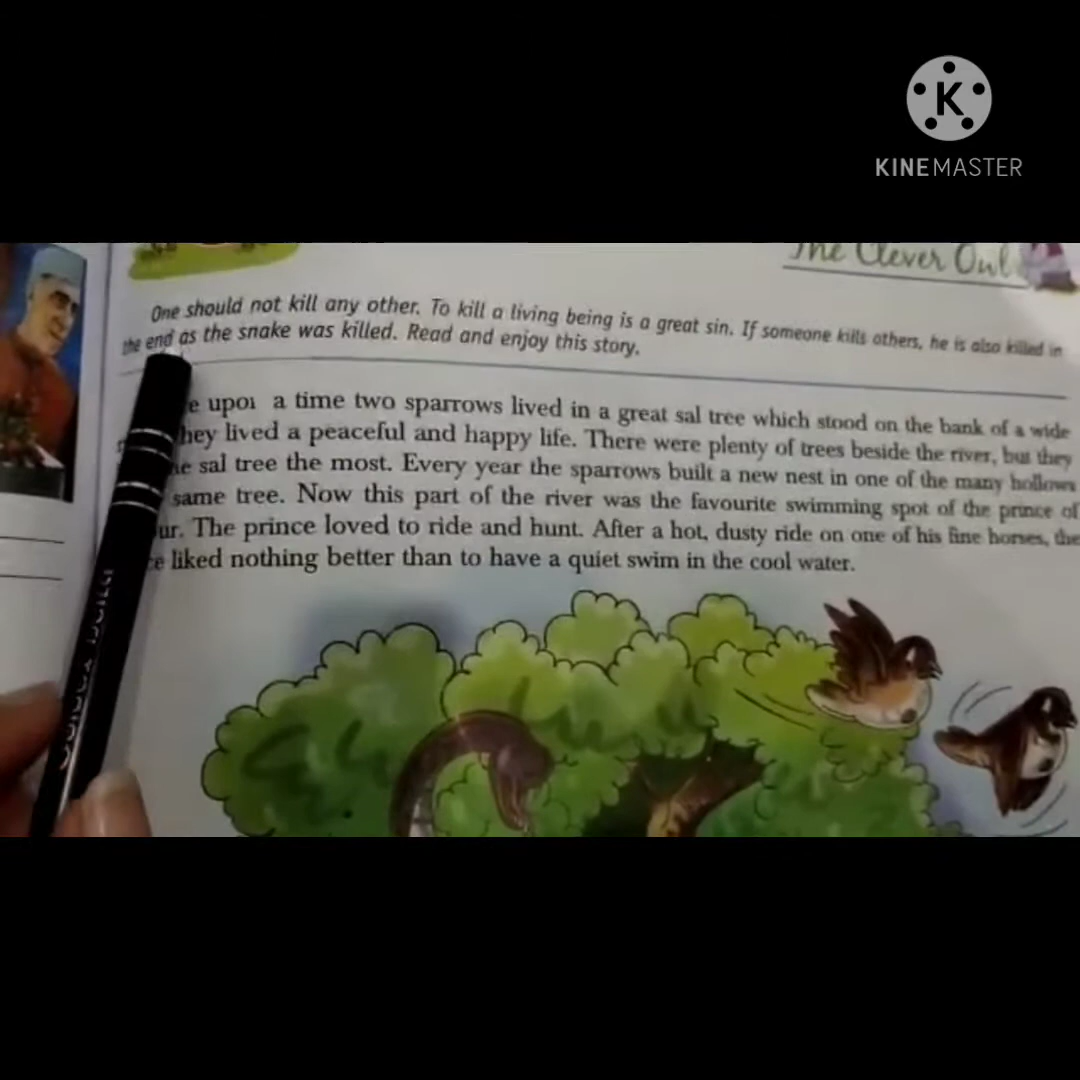 KINEMASTER
The Clever Owl
One should not kill any other. To kill a living being is a great sin. If someone kills others, he is also killed in
the end as the snake was killed. Read and enjoy this story.
upon a time two sparrows lived in a great sal tree which stood on the bank of a wide
hey lived a peaceful and happy life. There were plenty of trees beside the river, but they
sal tree the most. Every year the sparrows built a new nest in one of the many hollows
same tree. Now this part of the river was the favourite swimming spot of the prince of
ur. The prince loved to ride and hunt. After a hot, dusty ride on one of his fine horses, the
liked nothing better than to have a quiet swim in the cool water.